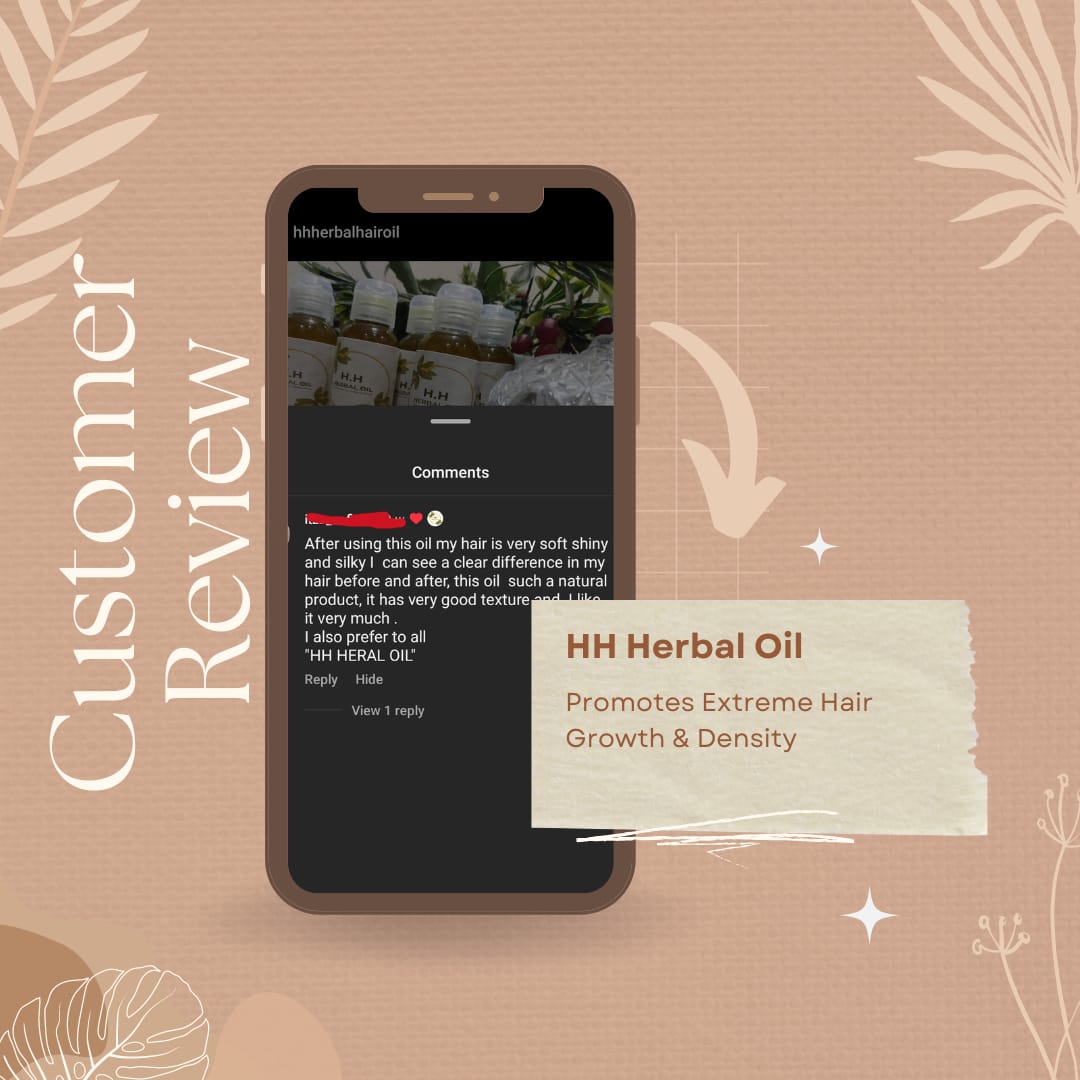 Customer
Review
hhherbalhairoil
H.H
HERBAL OIL
H.H
H.H
HERBAL OIL
Comments
After using this oil my hair is very soft shiny
and silky I can see a clear difference in my
hair before and after, this oil such a natural
product, it has very good texture and I like
it very much .
I also prefer to all
"HH HERAL OIL"
Reply Hide
View 1 reply
HH Herbal Oil
Promotes Extreme Hair
Growth & Density